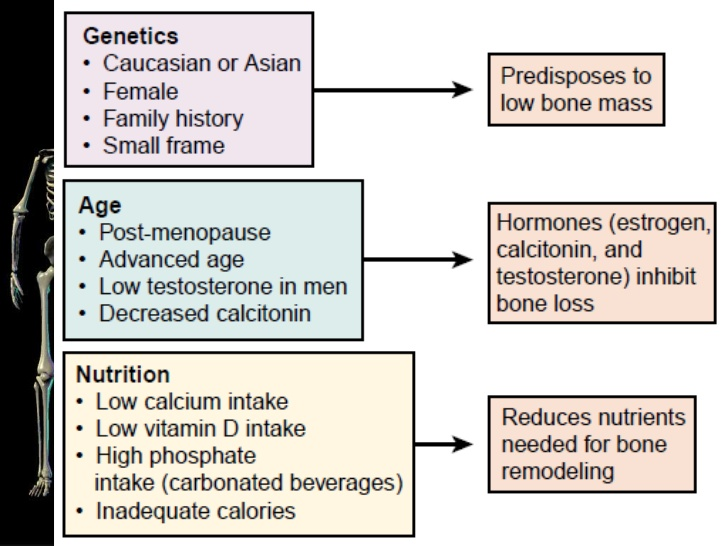 Genetics
• Caucasian or Asian
• Female
• Family history
• Small frame
Predisposes to
low bone mass
Age
• Post-menopause
• Advanced age
• Low testosterone in men
• Decreased calcitonin
Hormones (estrogen,
calcitonin, and
testosterone) inhibit
bone loss
Nutrition
• Low calcium intake
• Low vitamin D intake
• High phosphate
intake (carbonated beverages)
• Inadequate calories
Reduces nutrients
needed for bone
remodeling